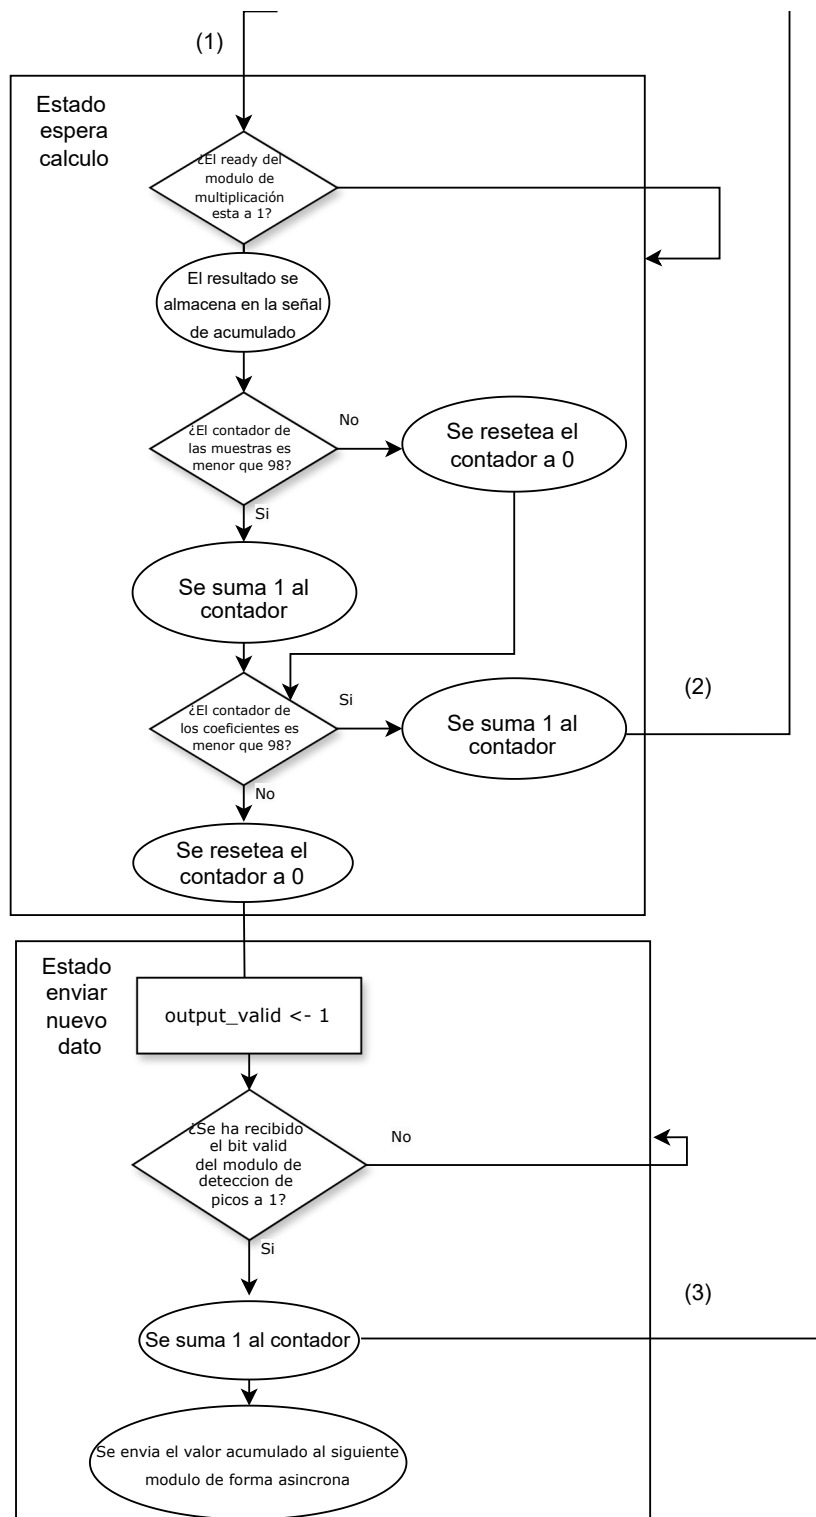 (1)
Estado
espera
calculo
¿El ready del
modulo de
multiplicación
esta a 1?
El resultado se
almacena en la señal
de acumulado
¿El contador de
las muestras es
menor que 98?
No
Se resetea el
contador a 0
Si
Se suma 1 al
contador
¿El contador de
los coeficientes es
menor que 98?
Si
Se suma 1 al
contador
(2)
No
Se resetea el
contador a 0
Estado
enviar
nuevo
dato
output_valid <- 1
¿Se ha recibido
el bit valid
del modulo de
deteccion de
picos a 1?
No
Si
(3)
Se suma 1 al contador
Se envia el valor acumulado al siguiente
modulo de forma asincrona